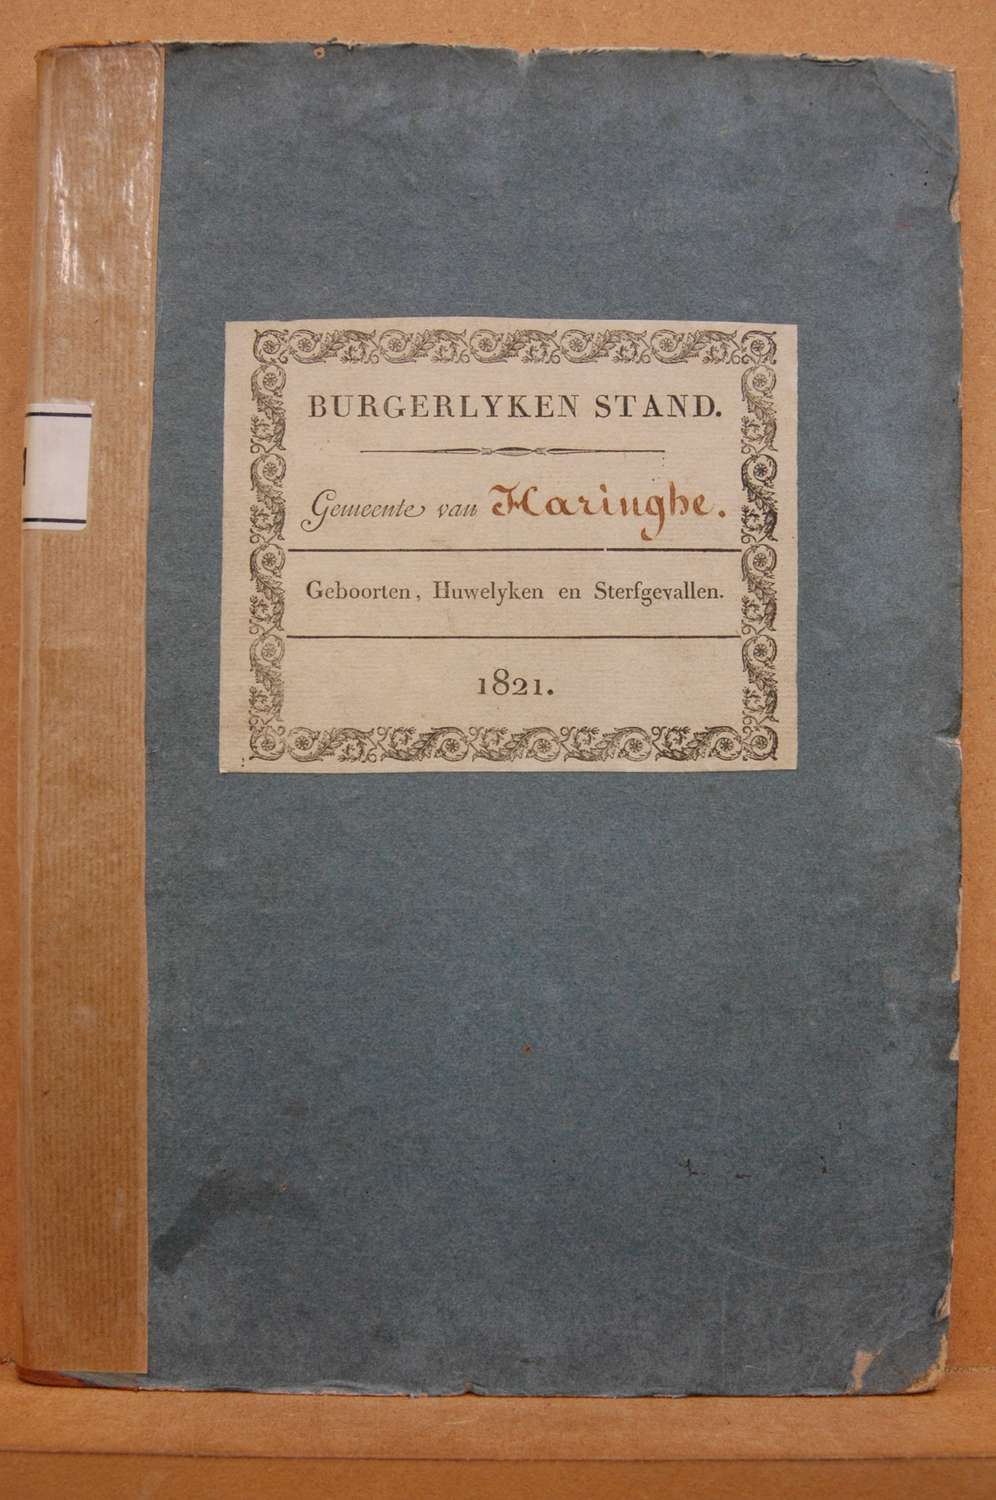 BURGERLYKEN STAND.
Gemeente van Haringhe.
Geboorten, Huwelyken en Sterfgevallen.
1821.